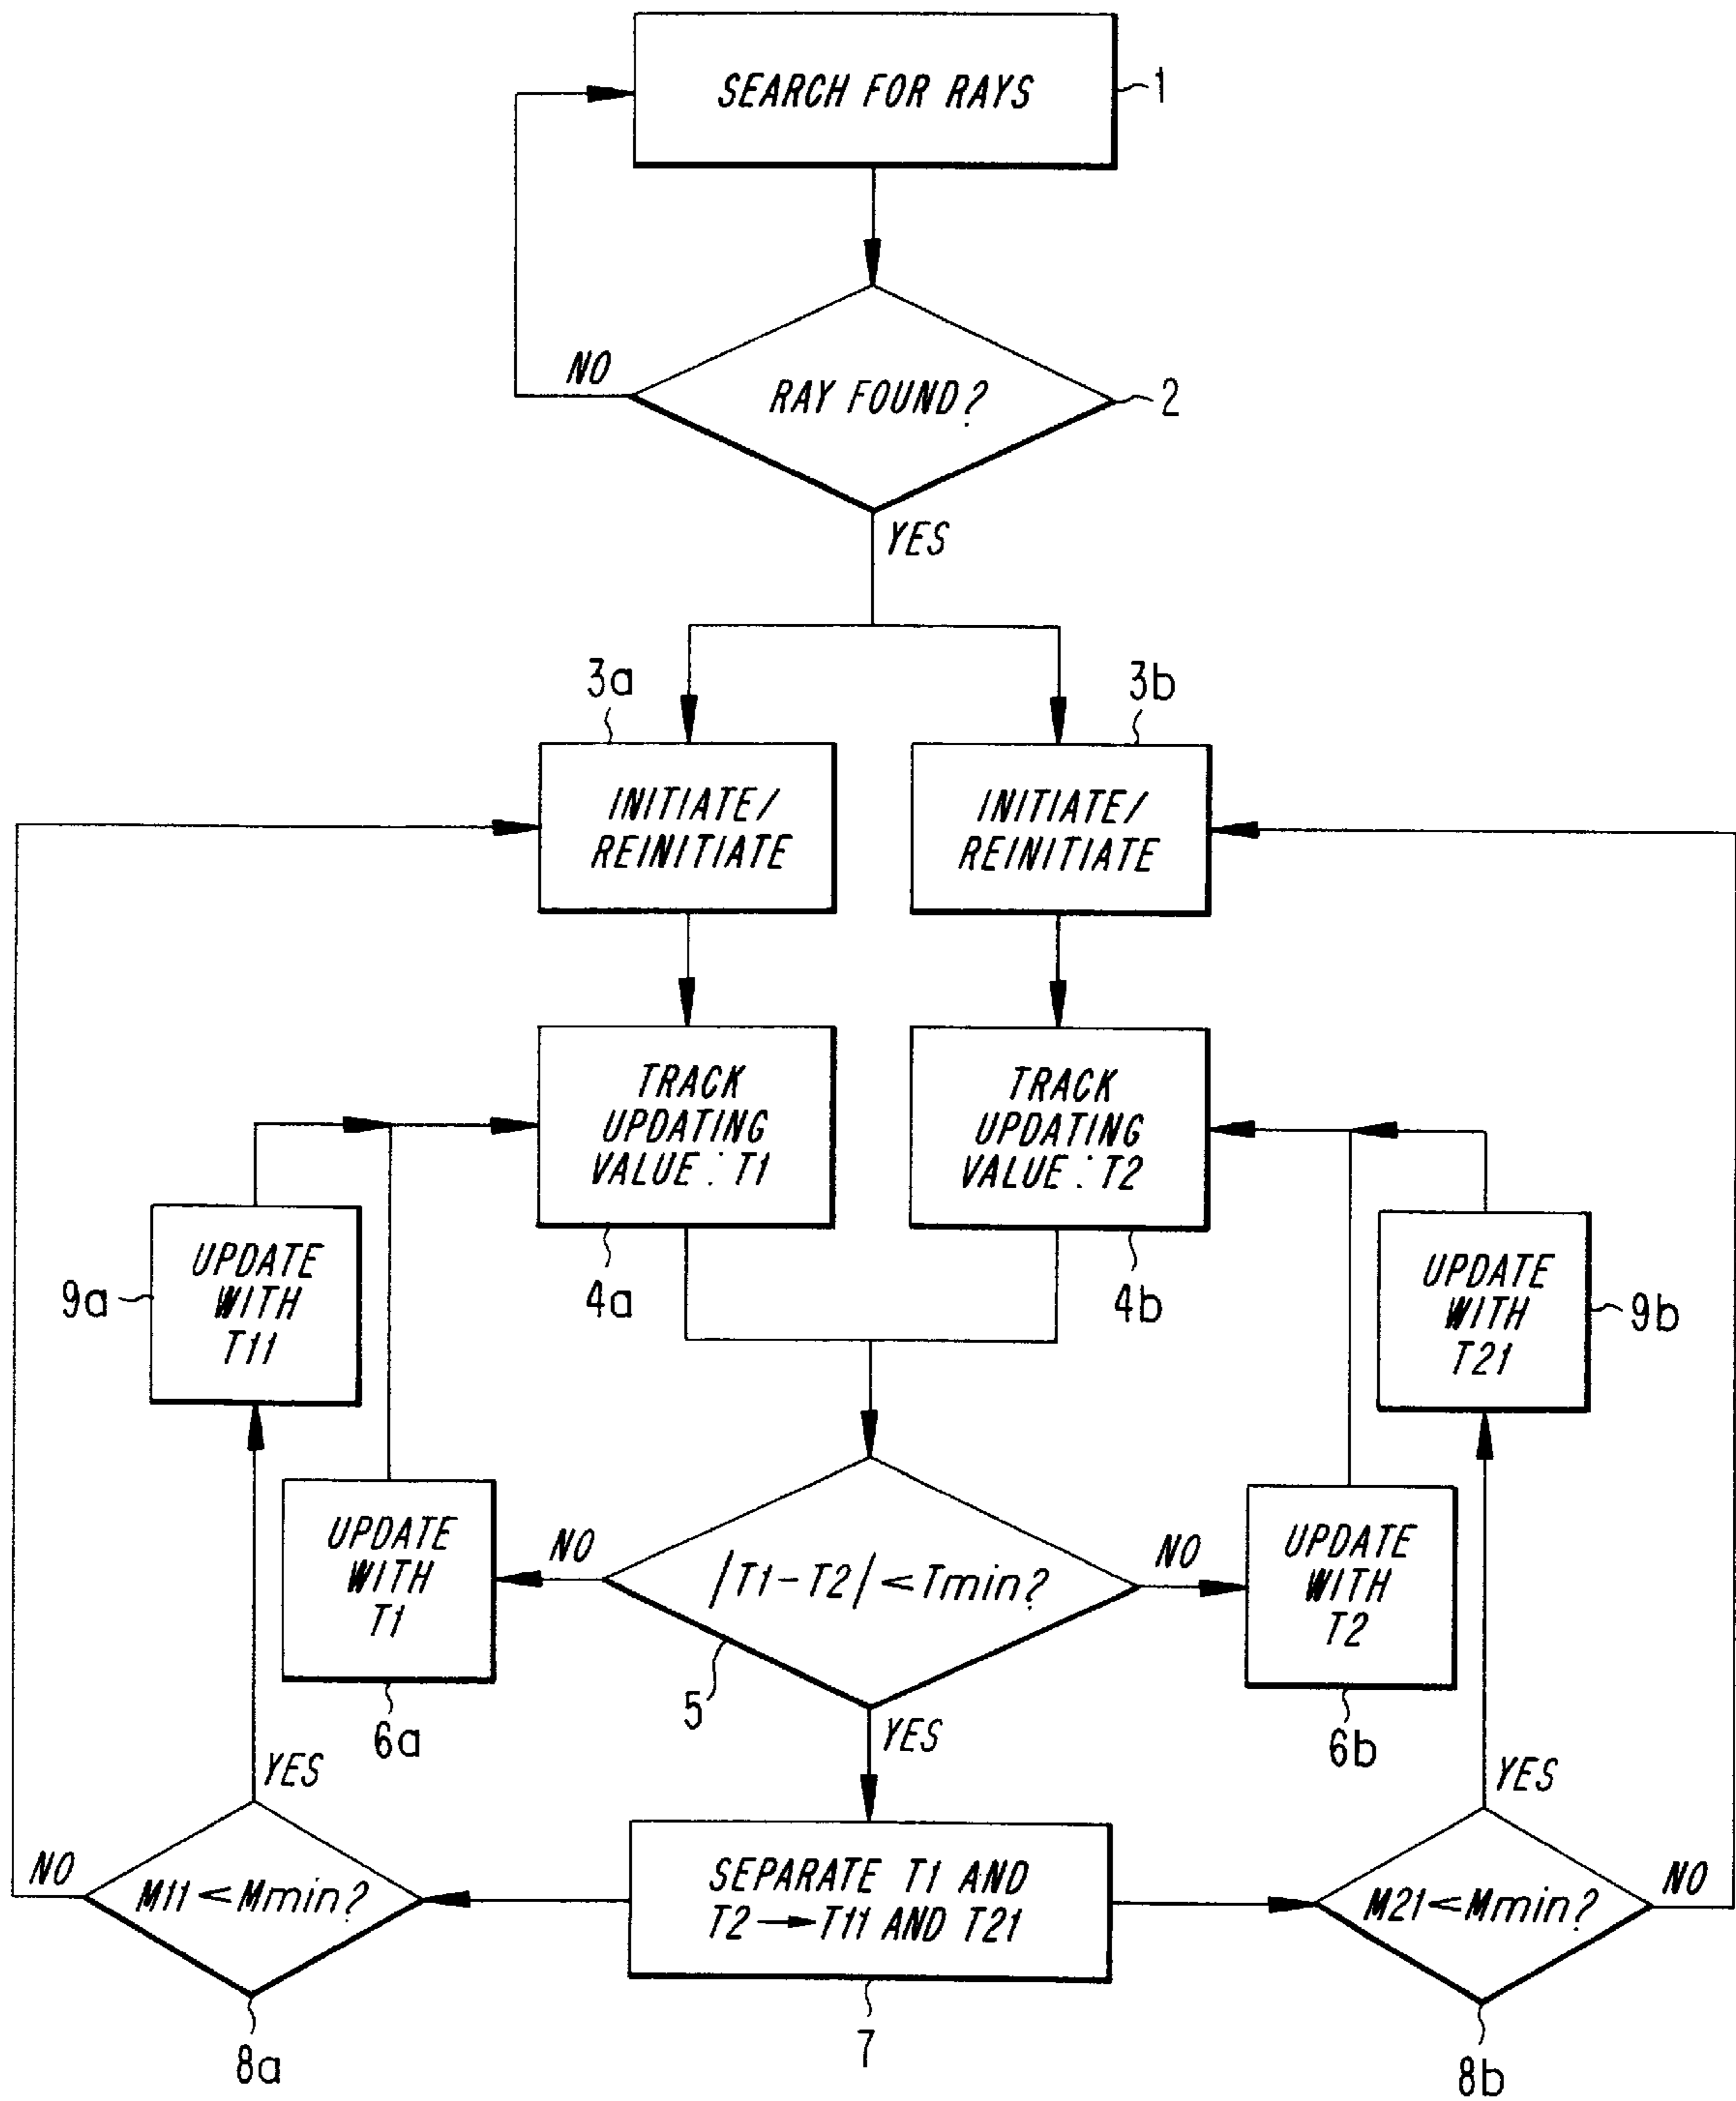 SEARCH FOR RAYS
1
NO
RAY FOUND?
2
YES
3a
3b
INITIATE/
REINITIATE
INITIATE/
REINITIATE
TRACK
UPDATING
VALUE: T1
TRACK
UPDATING
VALUE: T2
4a
4b
9a
UPDATE
WITH
T11
UPDATE
WITH
T21
9b
UPDATE
WITH
T1
NO
|T1-T2|<Tmin?
NO
UPDATE
WITH
T2
6a
5
YES
6b
YES
YES
NO
M11<Mmin?
SEPARATE T1 AND
T2→T11 AND T21
M21<Mmin?
NO
8a
7
8b